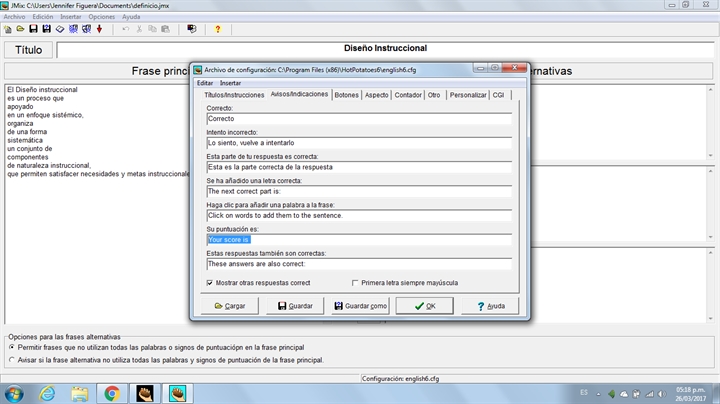 JMix: C:\Users\Jennifer Figuera\Documents\definicio.jmx
Archivo Edición Insertar Opciones Ayuda
Título
Diseño Instruccional
Frase princ
ternativas
El Diseño instruccional
es un proceso que
apoyado
en un enfoque sistémico,
organiza
de una forma
sistemática
un conjunto de
componentes
de naturaleza instruccional,
que permiten satisfacer necesidades y metas instruccionale
Archivo de configuración: C:\Program Files (x86)\HotPotatoes6\english6.cfg
Editar Insertar
Títulos/Instrucciones Avisos/Indicaciones Botones Aspecto Contador Otro Personalizar CGI
Correcto:
Correcto
Intento incorrecto:
Lo siento, vuelve a intentarlo
Esta parte de tu respuesta es correcta:
Esta es la parte correcta de la respuesta
Se ha añadido una letra correcta:
The next correct part is:
Haga clic para añadir una palabra a la frase:
Click on words to add them to the sentence.
Su puntuación es:
Your score is
Estas respuestas también son correctas:
These answers are also correct:
Mostrar otras respuestas correct Primera letra siempre mayúscula
Cargar Guardar Guardar como OK Ayuda
Opciones para las frases alternativas
Permitir frases que no utilizan todas las palabras o signos de puntuaciópn en la frase principal
Avisar si la frase alternativa no utiliza todas las palabras y signos de puntuación de la frase principal.
Configuración: english6.cfg
ES
05:18 p.m.
26/03/2017